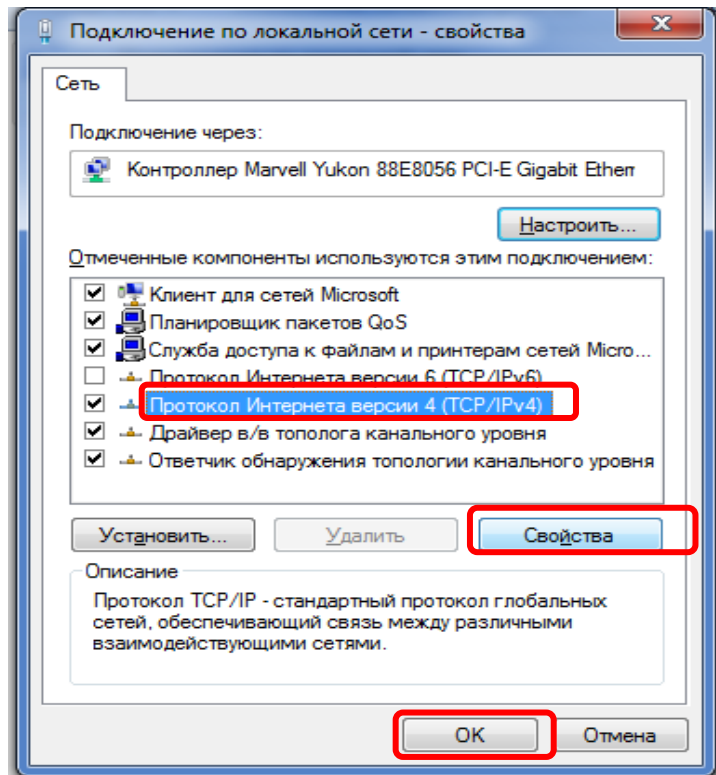 Подключение по локальной сети - свойства
Сеть
Подключение через:
Контроллер Marvell Yukon 88E8056 PCI-E Gigabit Ethern
Настроить...
Отмеченные компоненты используются этим подключением:
Клиент для сетей Microsoft
Планировщик пакетов QoS
Служба доступа к файлам и принтерам сетей Micro...
Протокол Интернета версии 6 (TCP/IPv6)
Протокол Интернета версии 4 (TCP/IPv4)
Драйвер в/в тополога канального уровня
Ответчик обнаружения топологии канального уровня
Установить... Удалить Свойства
Описание
Протокол TCP/IP - стандартный протокол глобальных
сетей, обеспечивающий связь между различными
взаимодействующими сетями.
OK Отмена